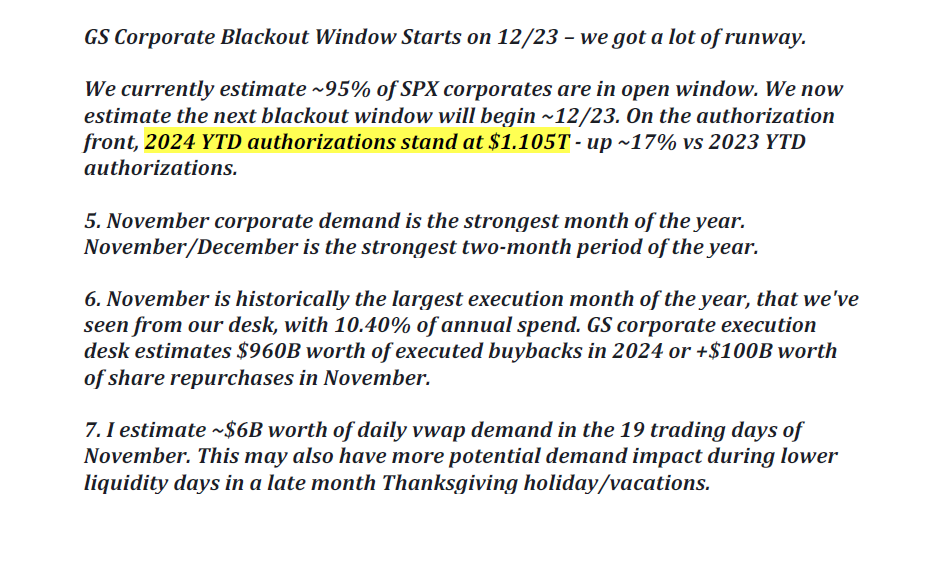 GS Corporate Blackout Window Starts on 12/23 – we got a lot of runway.
We currently estimate ~95% of SPX corporates are in open window. We now
estimate the next blackout window will begin ~12/23. On the authorization
front, 2024 YTD authorizations stand at $1.105T - up ~17% vs 2023 YTD
authorizations.
5. November corporate demand is the strongest month of the year.
November/December is the strongest two-month period of the year.
6. November is historically the largest execution month of the year, that we've
seen from our desk, with 10.40% of annual spend. GS corporate execution
desk estimates $960B worth of executed buybacks in 2024 or +$100B worth
of share repurchases in November.
7. I estimate ~$6B worth of daily vwap demand in the 19 trading days of
November. This may also have more potential demand impact during lower
liquidity days in a late month Thanksgiving holiday/vacations.